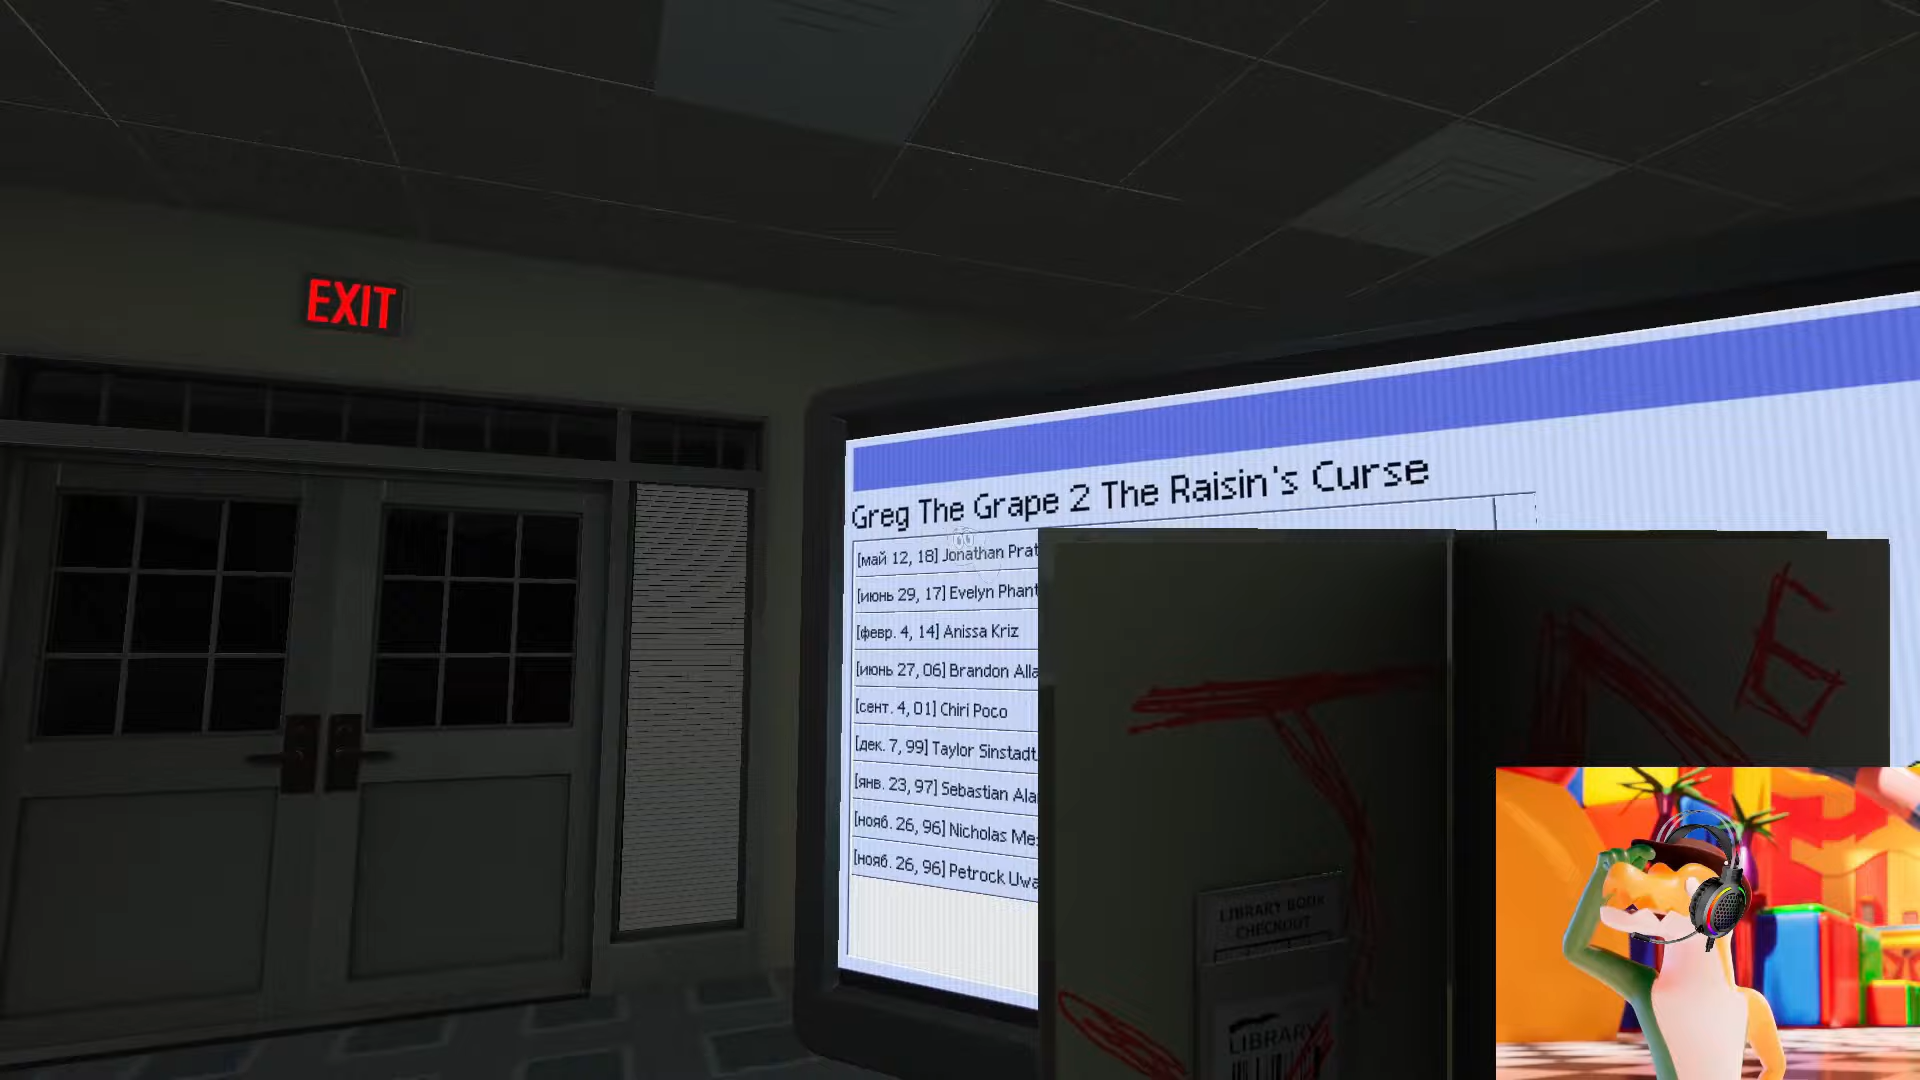 EXIT
Greg The Grape 2 The Raisin's Curse
[май 12, 18] Jonathan Prat
[июнь 29, 17] Evelyn Phant
[февр. 4, 14] Anissa Kriz
[июнь 27, 06] Brandon Alla
[сент. 4, 01] Chiri Poco
[дек. 7, 99] Taylor Sinstadt
[янв. 23, 97] Sebastian Ala
[нояб. 26, 96] Nicholas Me
[нояб. 26, 96] Petrock Uwa
E
LIBRARY BOOK
CHECKOUT
LIBRARY